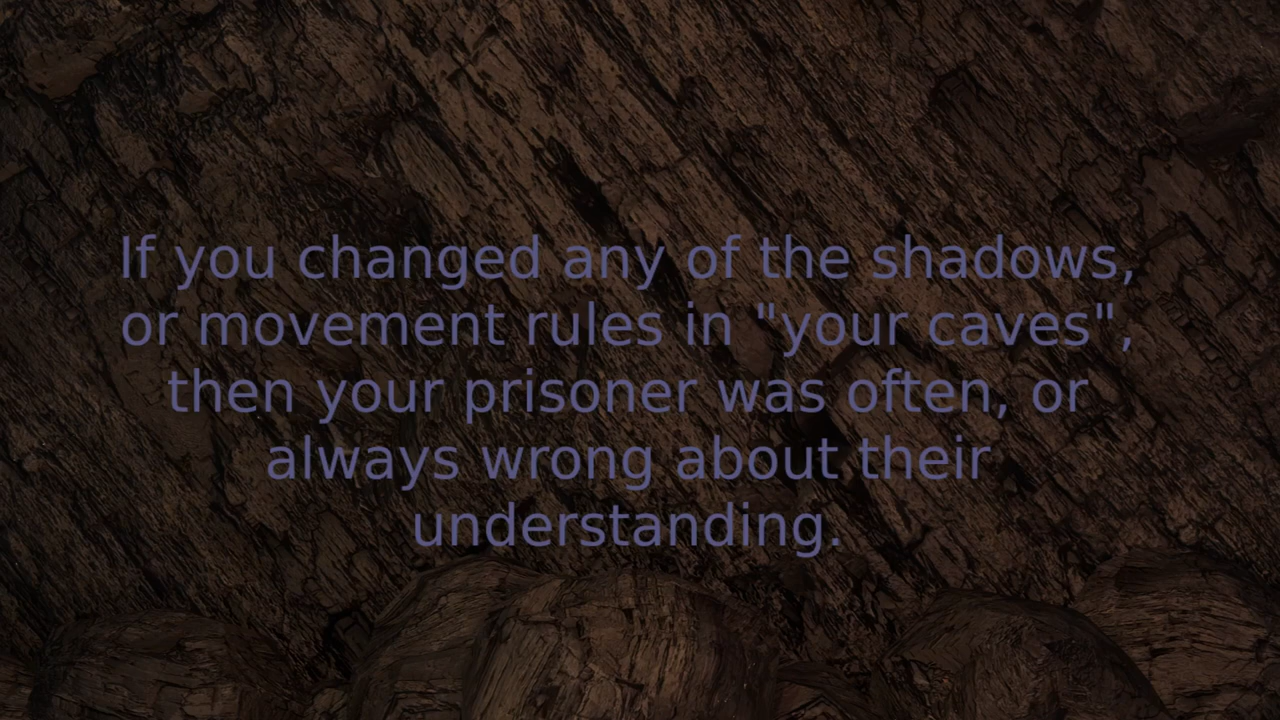 If you changed any of the shadows,
or movement rules in "your caves",
then your prisoner was often, or
always wrong about their
understanding.